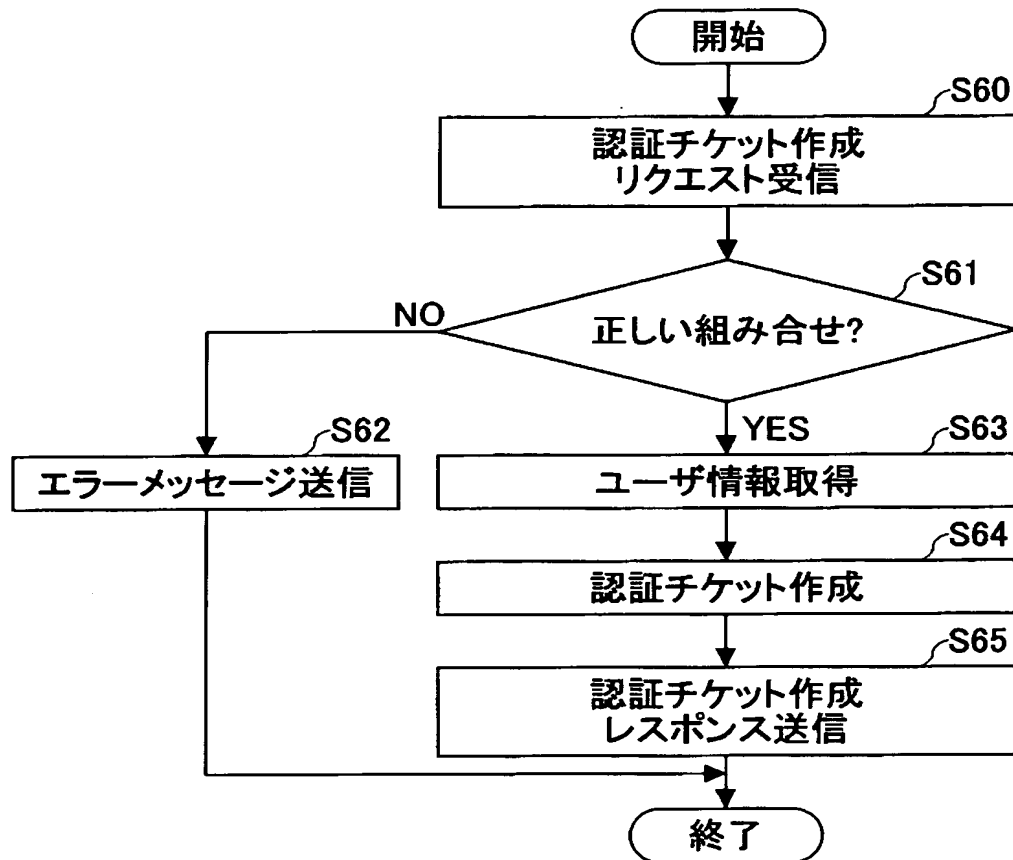 開始
S60
認証チケット作成
リクエスト受信
S61
正しい組み合せ?
NO
YES
S62
エラーメッセージ送信
S63
ユーザ情報取得
S64
認証チケット作成
S65
認証チケット作成
レスポンス送信
終了